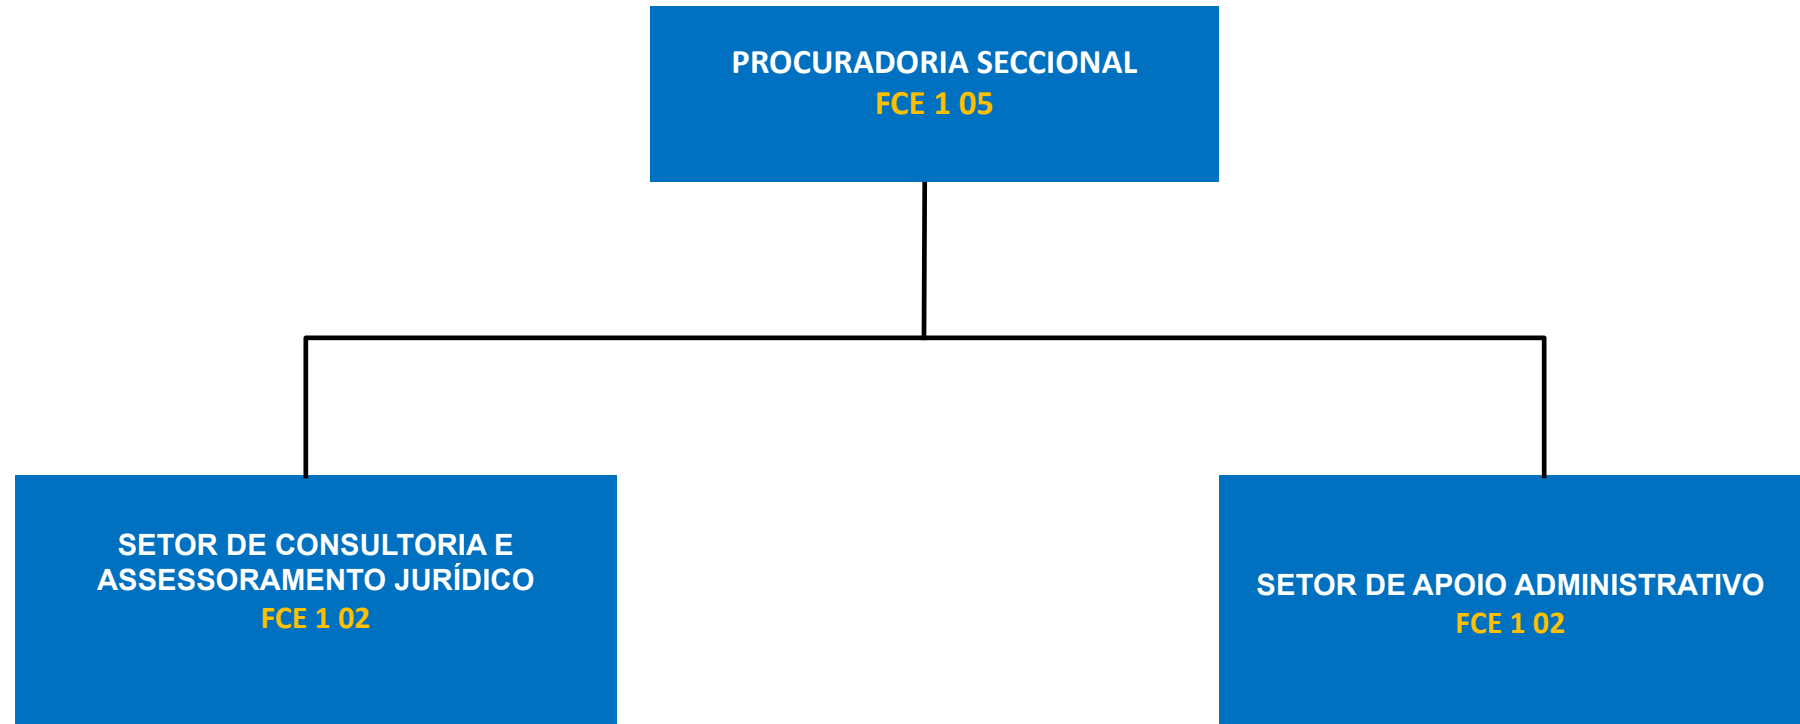 PROCURADORIA SECCIONAL
FCE 1 05
SETOR DE CONSULTORIA E
ASSESSORAMENTO JURÍDICO
FCE 1 02
SETOR DE APOIO ADMINISTRATIVO
FCE 1 02